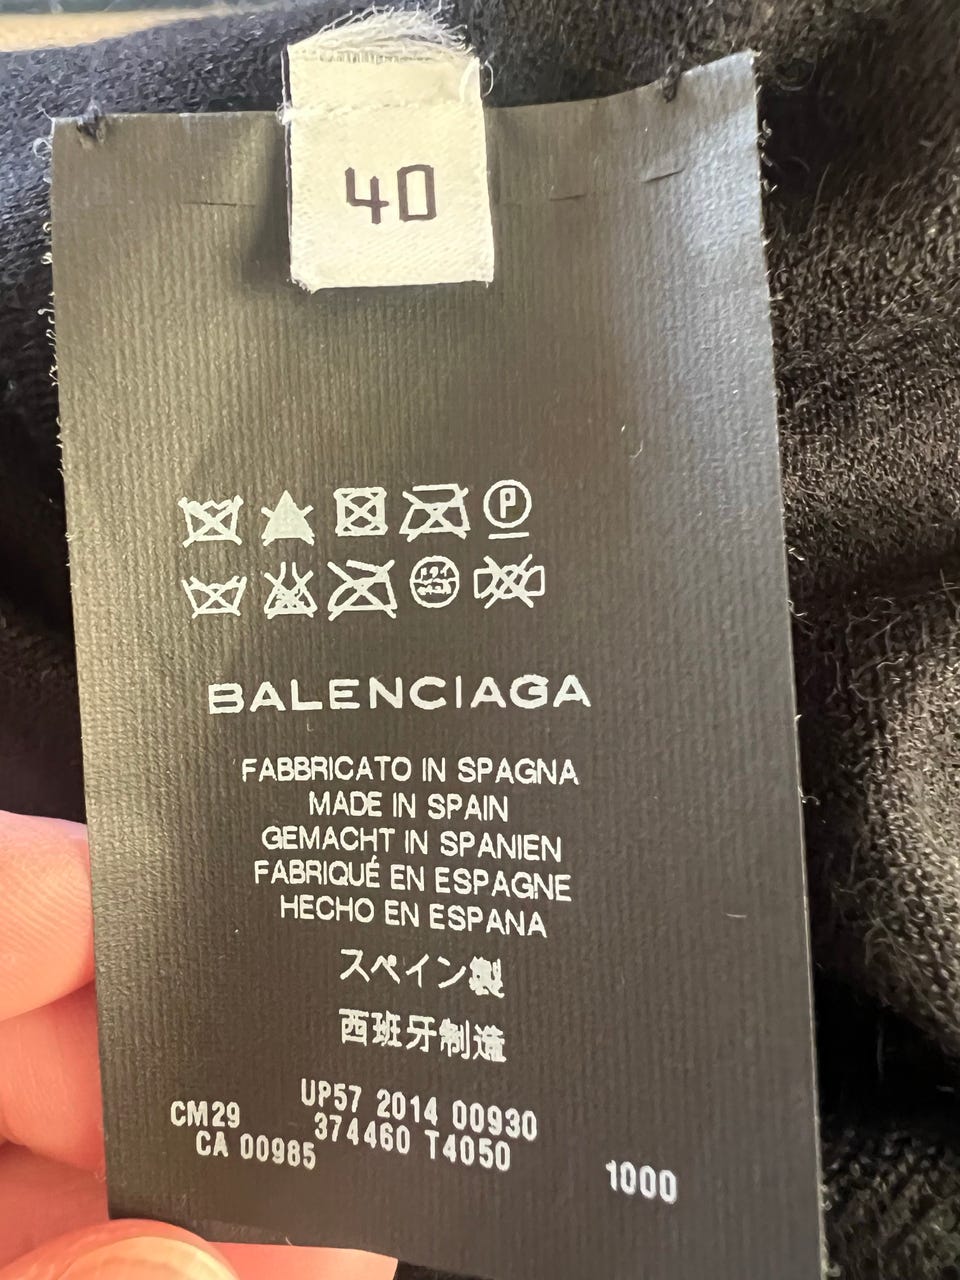 40
P
BALENCIAGA
FABBRICATO IN SPAGNA
MADE IN SPAIN
GEMACHT IN SPANIEN
FABRIQUÉ EN ESPAGNE
HECHO EN ESPANA
スペイン製
西班牙制造
UP57 2014 00930
CM29 374460 T4050
CA 00985 1000